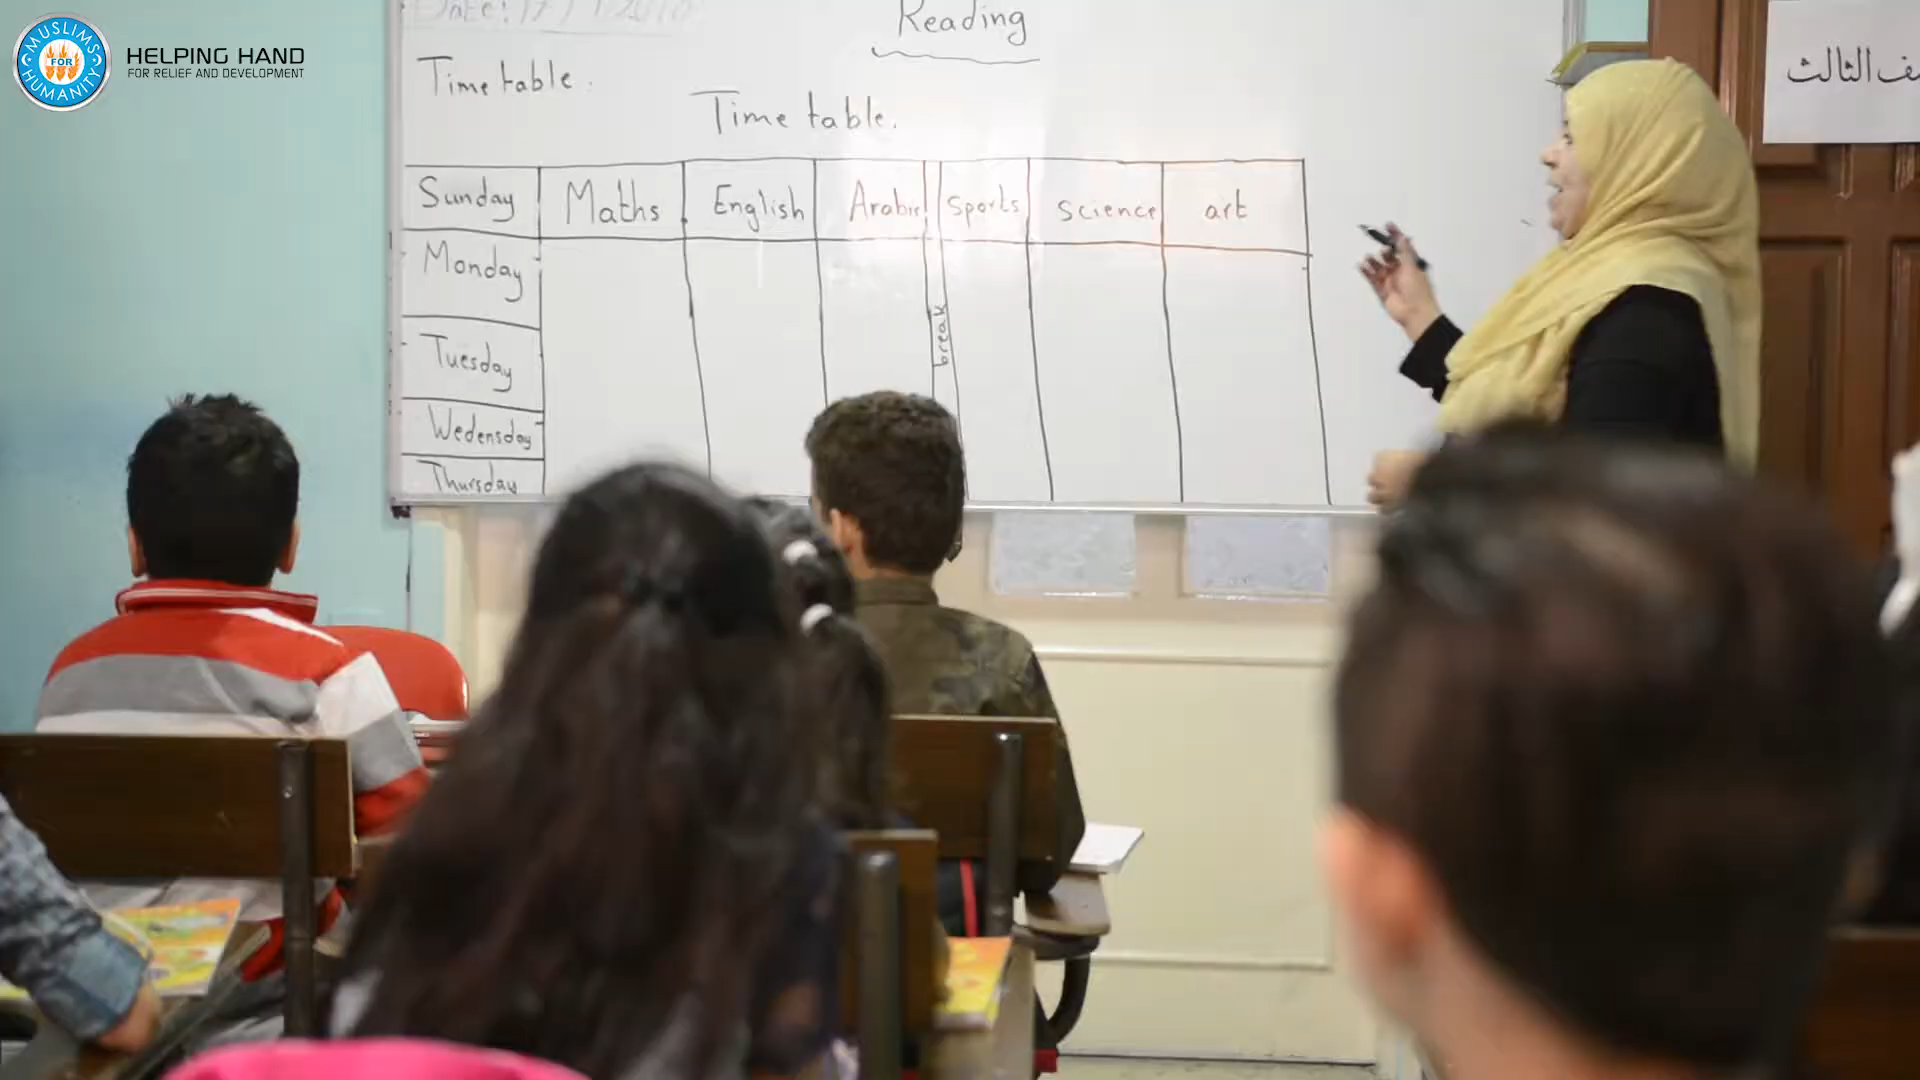 MUSLIMS FOR HUMANITY
HELPING HAND
FOR RELIEF AND DEVELOPMENT
Reading
Time table.
Time table.
Sunday Maths English Arabic sports science art
Monday
Tuesday
break
Wedensday
Thursday
الثالث